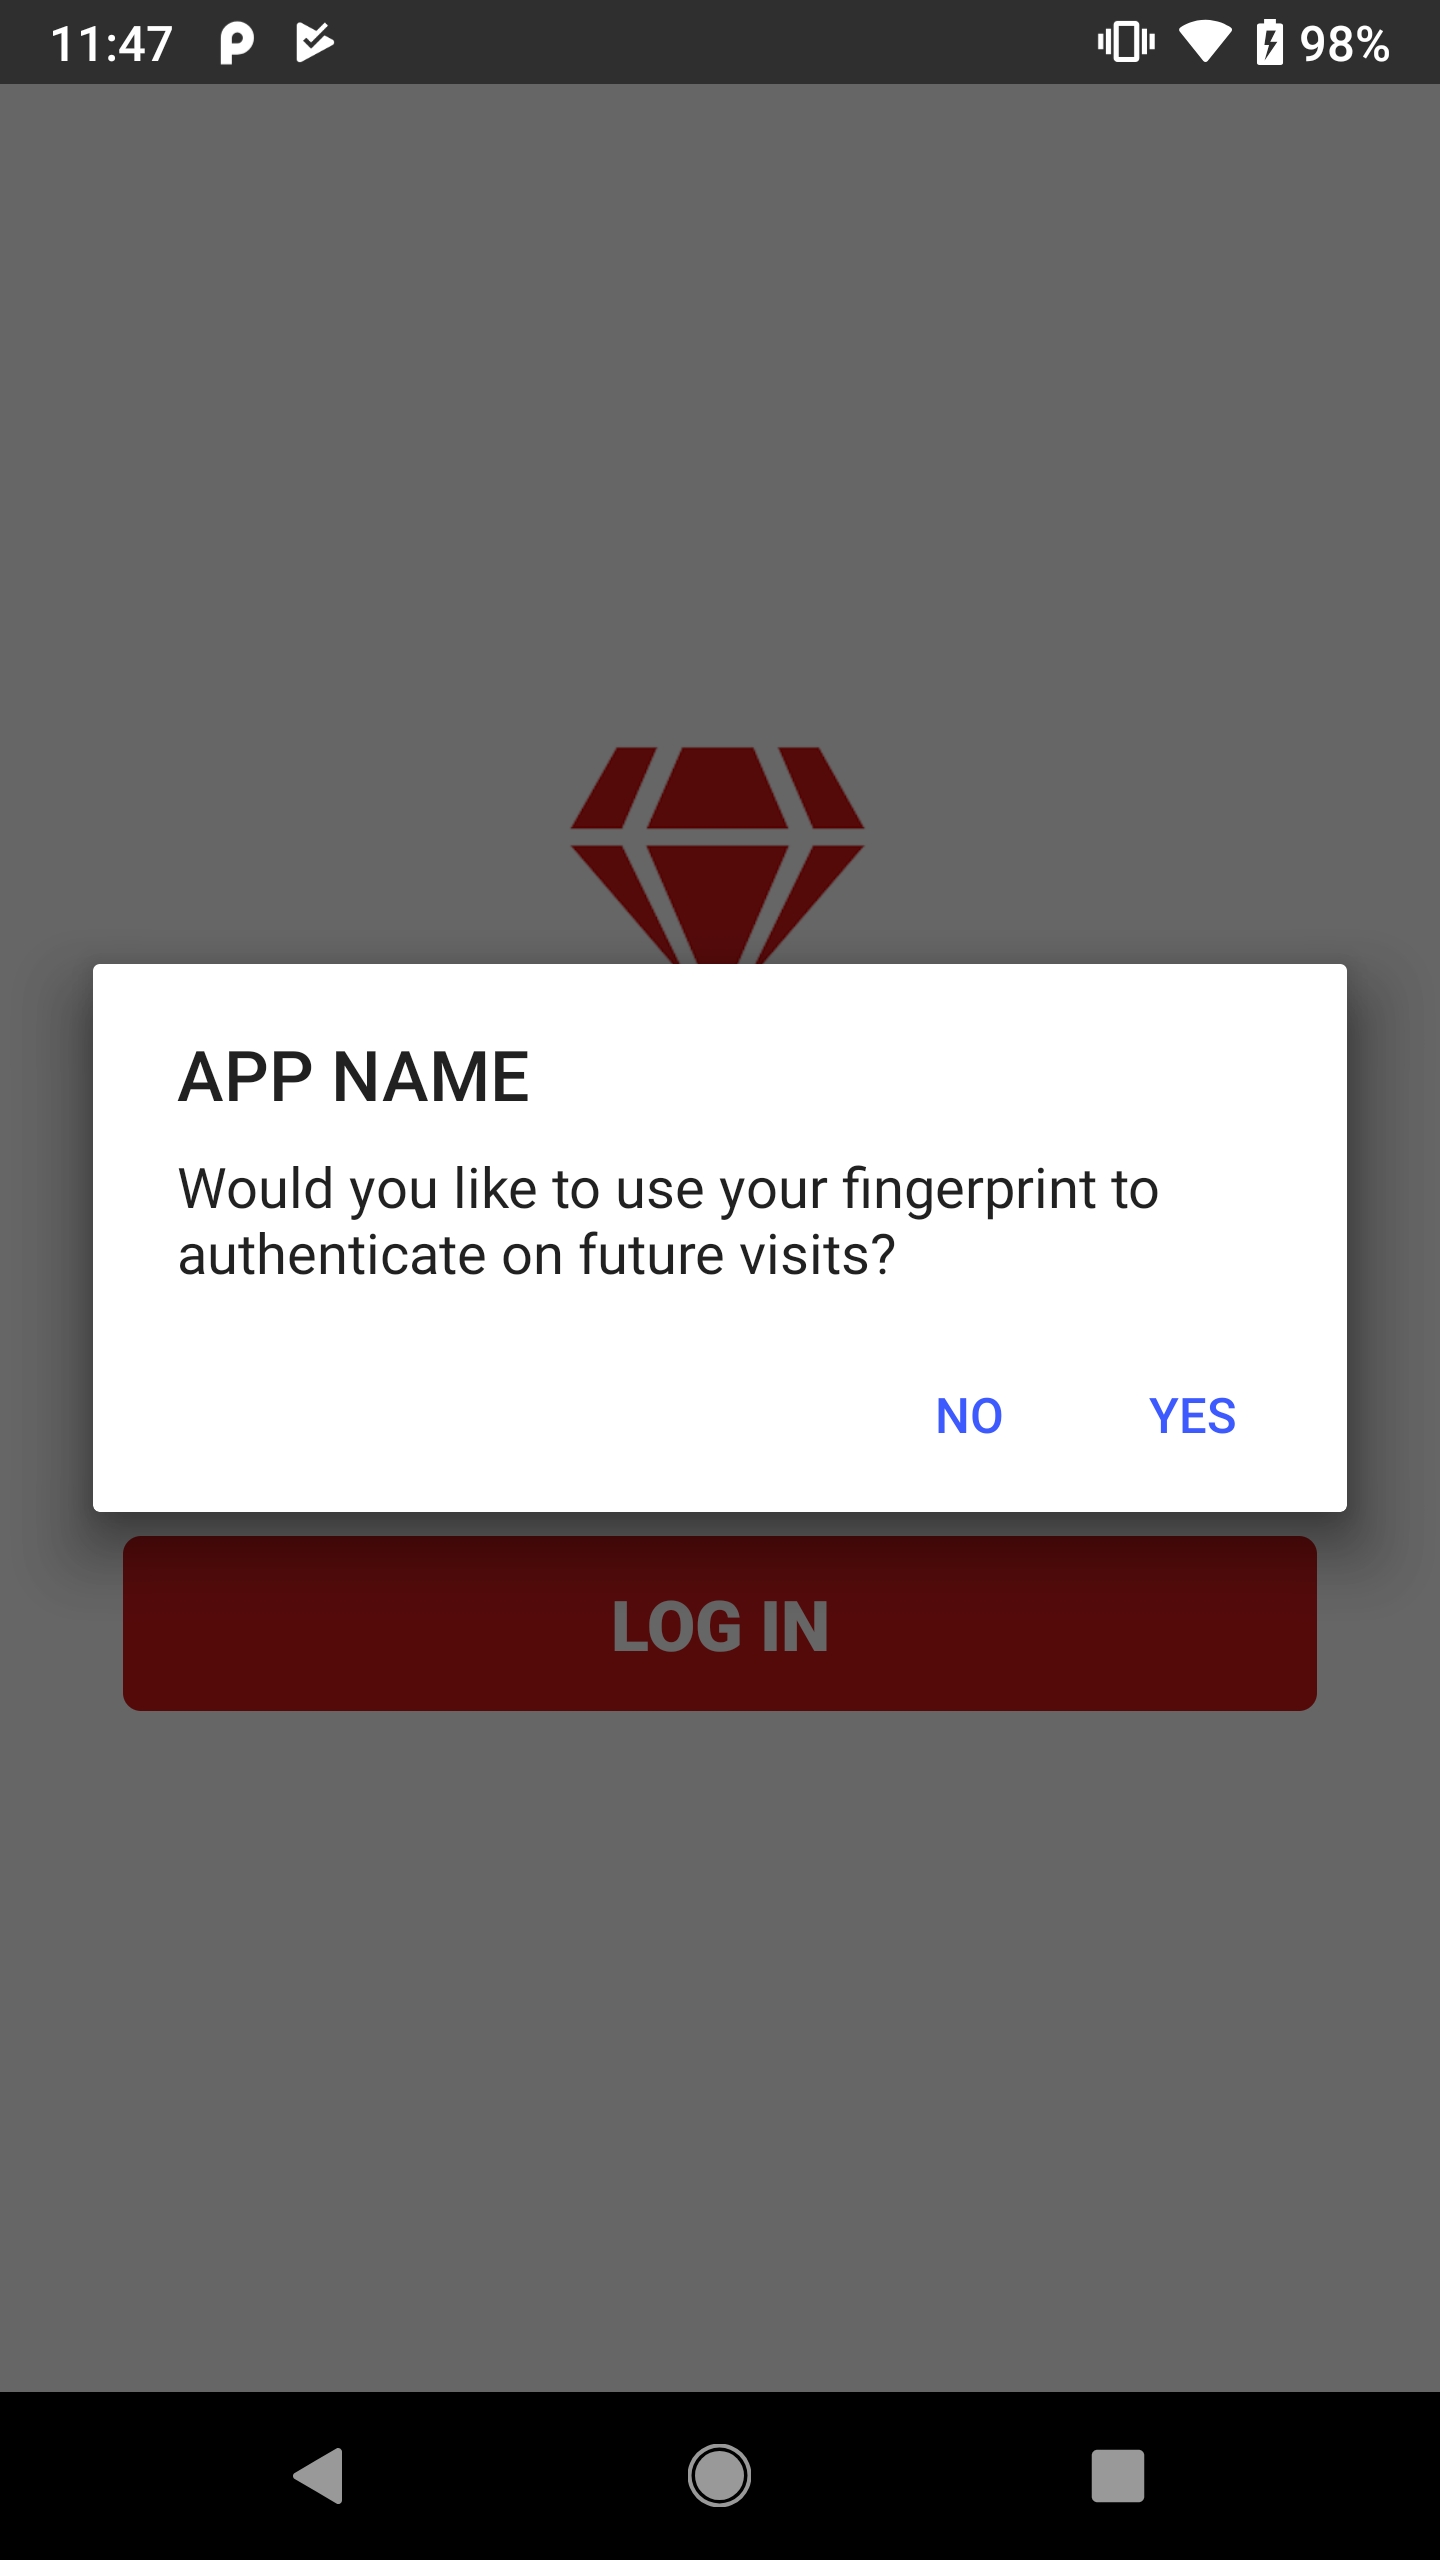 11:47
98%
APP NAME
Would you like to use your fingerprint to
authenticate on future visits?
NO YES
LOG IN